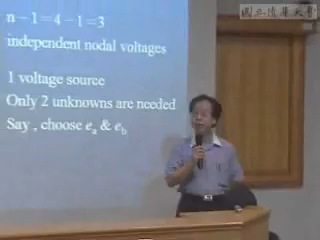 國立清華大學
n – 1 = 4 – 1 = 3
independent nodal voltages
1 voltage source
Only 2 unknowns are needed
Say , choose eₐ & e_b